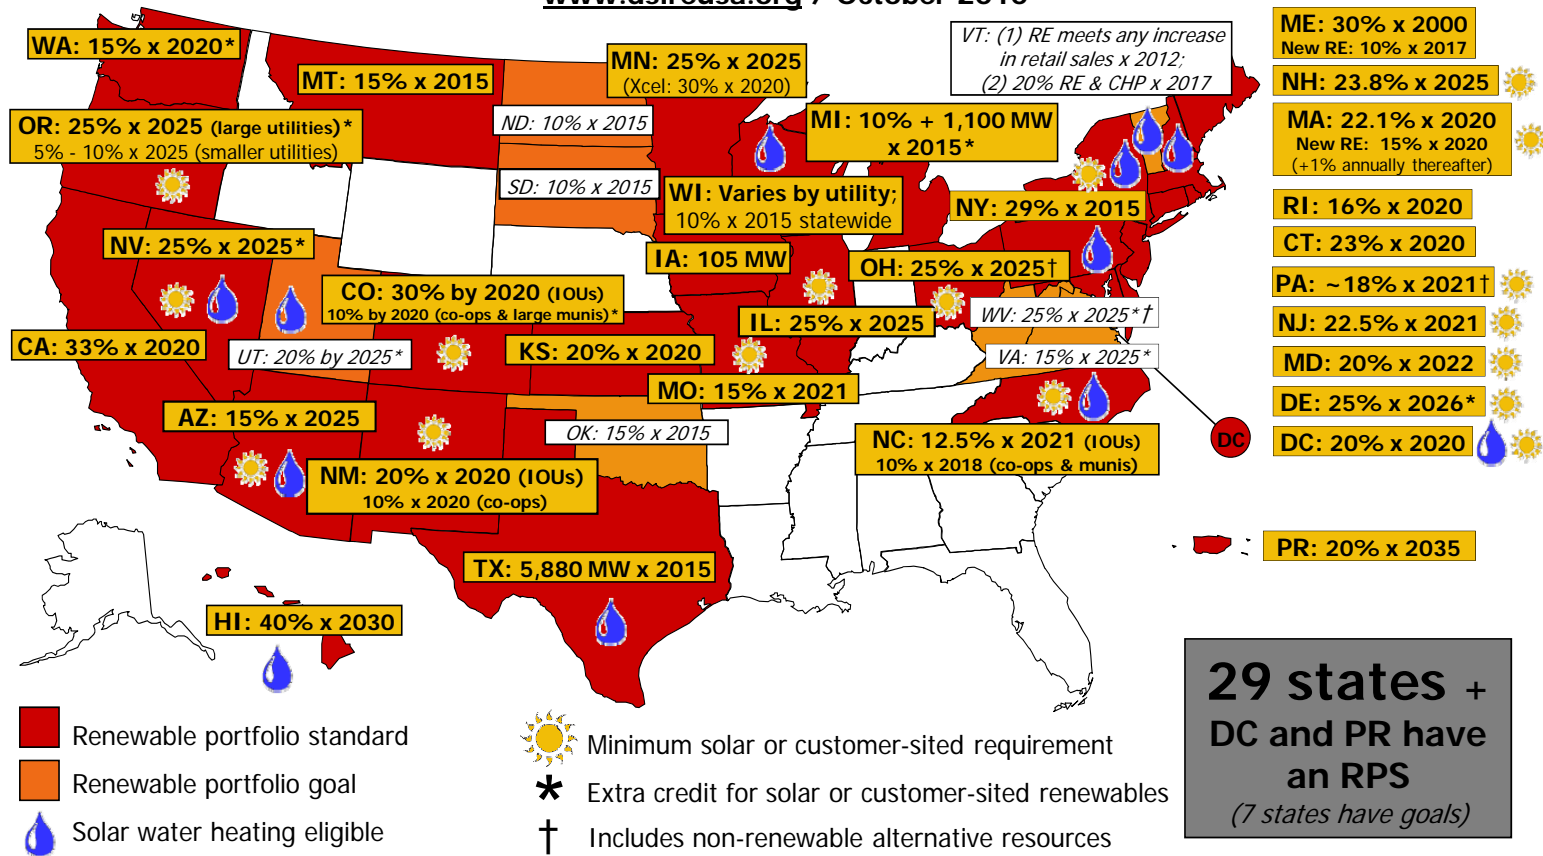 www.dsireusa.org / October 2010
WA: 15% x 2020*
MT: 15% x 2015
MN: 25% x 2025
(Xcel: 30% x 2020)
VT: (1) RE meets any increase
in retail sales x 2012;
(2) 20% RE & CHP x 2017
ME: 30% x 2000
New RE: 10% x 2017
NH: 23.8% x 2025
OR: 25% x 2025 (large utilities)*
5% - 10% x 2025 (smaller utilities)
ND: 10% x 2015
MI: 10% + 1,100 MW
x 2015*
MA: 22.1% x 2020
New RE: 15% x 2020
(+1% annually thereafter)
SD: 10% x 2015
WI: Varies by utility;
10% x 2015 statewide
NY: 29% x 2015
RI: 16% x 2020
CT: 23% x 2020
NV: 25% x 2025*
IA: 105 MW
OH: 25% x 2025†
PA: ~18% x 2021†
CO: 30% by 2020 (IOUs)
10% by 2020 (co-ops & large munis)*
WV: 25% x 2025*†
IL: 25% x 2025
NJ: 22.5% x 2021
CA: 33% x 2020
UT: 20% by 2025*
KS: 20% x 2020
VA: 15% x 2025*
MD: 20% x 2022
MO: 15% x 2021
DE: 25% x 2026*
AZ: 15% x 2025
OK: 15% x 2015
NC: 12.5% x 2021 (IOUs)
10% x 2018 (co-ops & munis)
DC
DC: 20% x 2020
NM: 20% x 2020 (IOUs)
10% x 2020 (co-ops)
PR: 20% x 2035
TX: 5,880 MW x 2015
HI: 40% x 2030
29 states +
DC and PR have
an RPS
(7 states have goals)
Renewable portfolio standard
Renewable portfolio goal
Solar water heating eligible
Minimum solar or customer-sited requirement
* Extra credit for solar or customer-sited renewables
† Includes non-renewable alternative resources